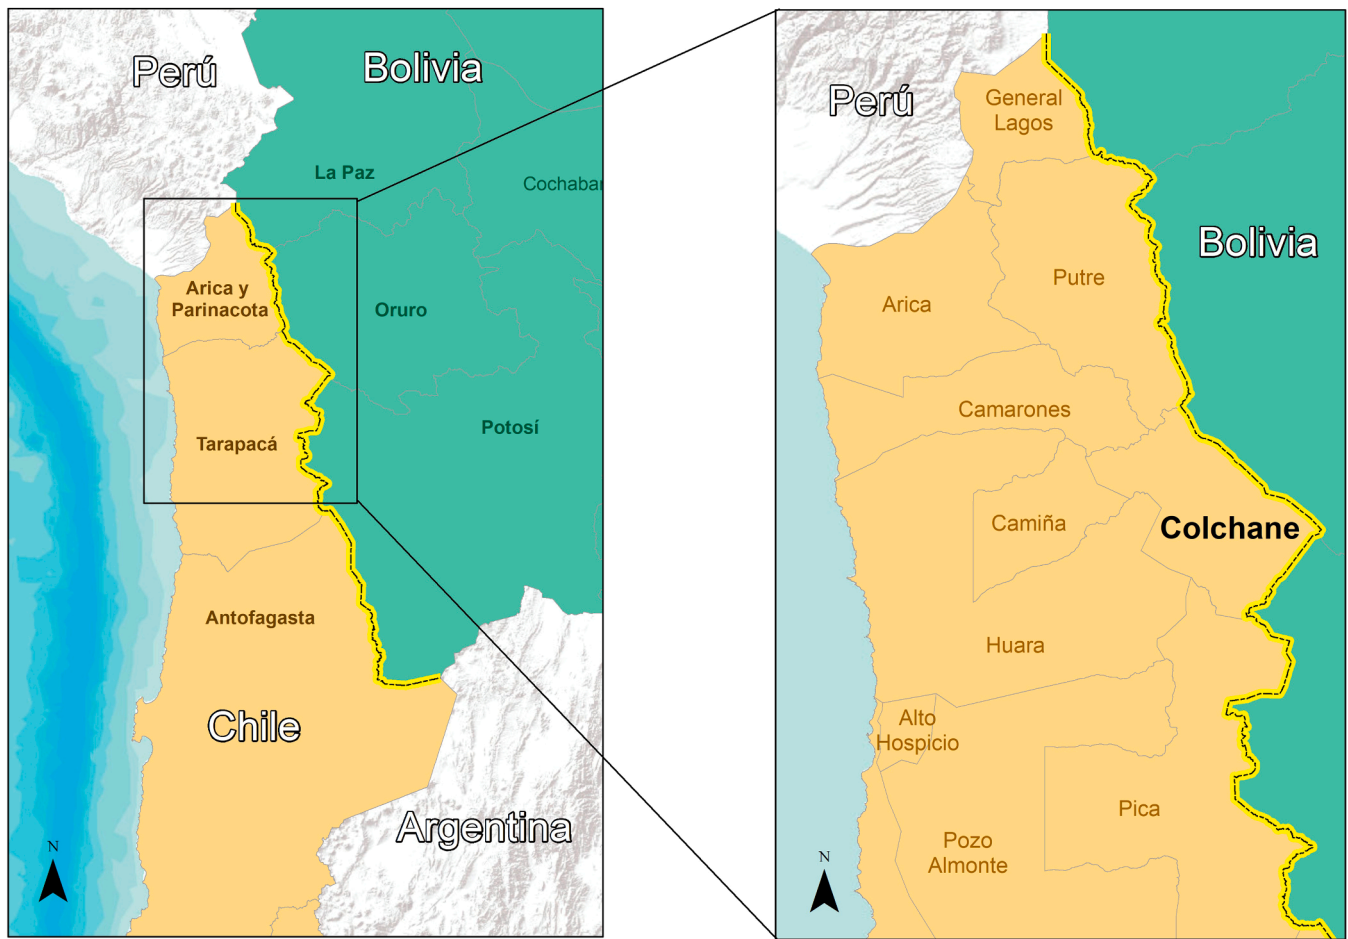 Perú
Bolivia
La Paz
Cochabar
Arica y
Parinacota
Oruro
Tarapacá
Potosí
Antofagasta
Chile
Argentina
N
General
Lagos
Perú
Bolivia
Putre
Arica
Camarones
Camiña
Colchane
Huara
Alto
Hospicio
Pica
Pozo
Almonte
N